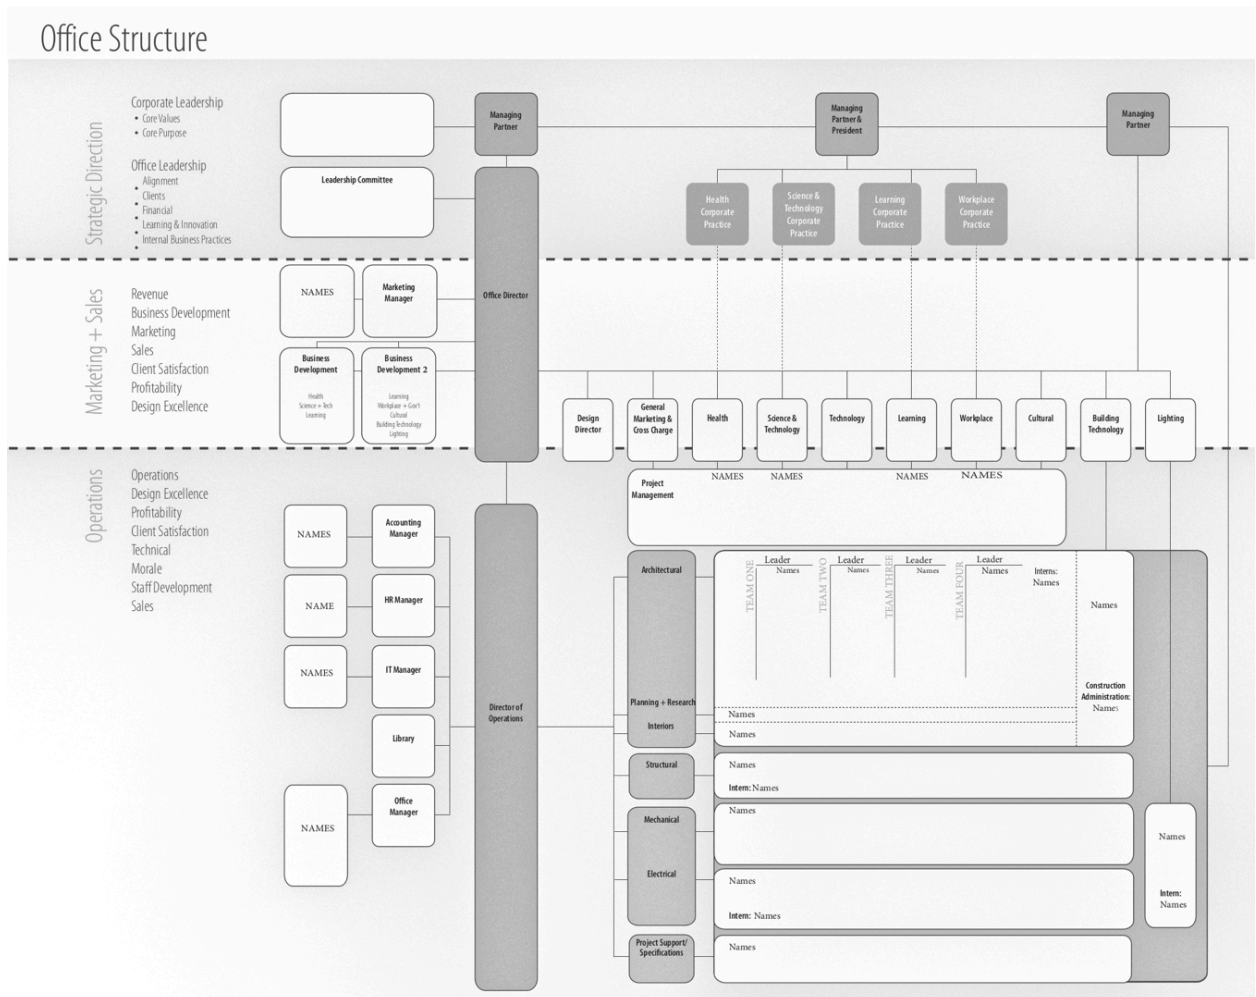 Office Structure
Strategic Direction
Corporate Leadership
• Core Values
• Core Purpose
Office Leadership
Alignment
• Clients
• Financial
• Learning & Innovation
• Internal Business Practices
•
Leadership Committee
Managing
Partner
Managing
Partner &
President
Managing
Partner
Health
Corporate
Practice
Science &
Technology
Corporate
Practice
Learning
Corporate
Practice
Workplace
Corporate
Practice
Office Director
Marketing + Sales
Revenue
Business Development
Marketing
Sales
Client Satisfaction
Profitability
Design Excellence
NAMES
Marketing
Manager
Business
Development
Health
Science + Tech
Learning
Business
Development 2
Learning
Workplace + Gov't
Cultural
Building Technology
Lighting
Design
Director
General
Marketing &
Cross Charge
Health
Science &
Technology
Technology
Learning
Workplace
Cultural
Building
Technology
Lighting
Operations
Operations
Design Excellence
Profitability
Client Satisfaction
Technical
Morale
Staff Development
Sales
NAMES
Accounting
Manager
NAME
HR Manager
NAMES
IT Manager
Library
NAMES
Office
Manager
Director of
Operations
Project
Management
NAMES
NAMES
NAMES
NAMES
Architectural
Planning + Research
Interiors
TEAM ONE
Leader
Names
TEAM TWO
Leader
Names
TEAM THREE
Leader
Names
TEAM FOUR
Leader
Names
Interns:
Names
Names
Construction
Administration:
Names
Names
Names
Structural
Names
Intern: Names
Mechanical
Names
Electrical
Names
Intern: Names
Project Support/
Specifications
Names
Names
Intern:
Names